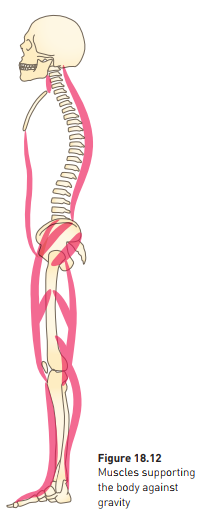 Figure 18.12
Muscles supporting
the body against
gravity